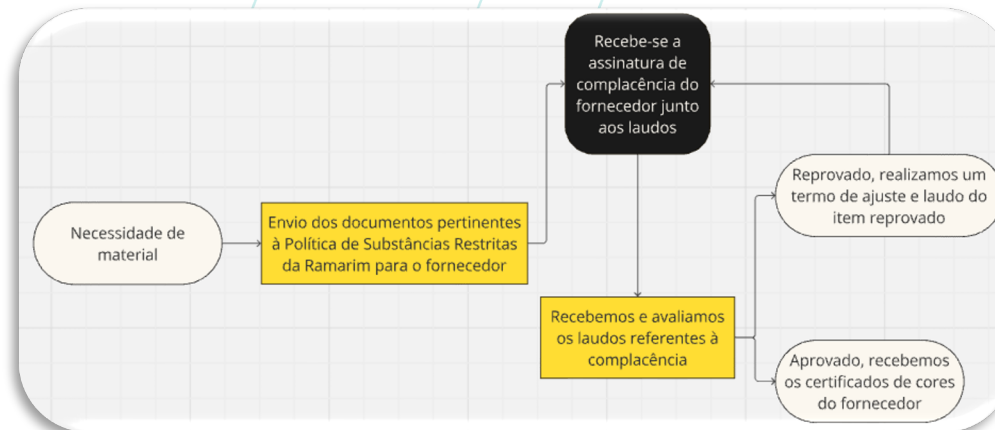 Recebe-se a
assinatura de
complacência do
fornecedor junto
aos laudos
Necessidade de
material
Envio dos documentos pertinentes
à Política de Substâncias Restritas
da Ramarim para o fornecedor
Reprovado, realizamos um
termo de ajuste e laudo do
item reprovado
Recebemos e avaliamos
os laudos referentes à
complacência
Aprovado, recebemos
os certificados de cores
do fornecedor